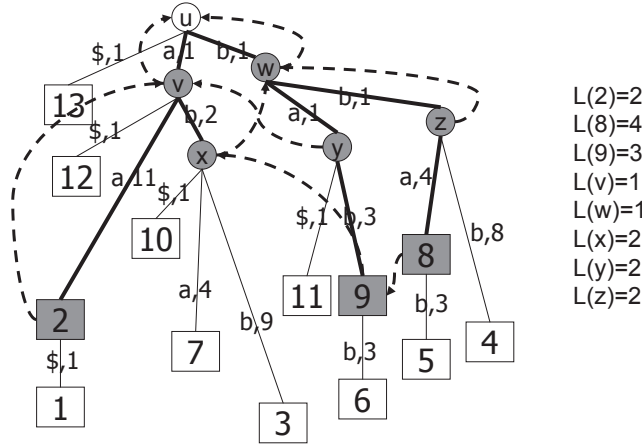 u
$,1
a,1
b,1
w
v
13
b,1
$,1
b,2
a,1
z
12
x
y
a,11
$,1
a,4
10
$,1
b,3
b,8
8
11
9
2
a,4
b,9
b,3
7
4
$,1
b,3
5
1
6
3
L(2)=2
L(8)=4
L(9)=3
L(v)=1
L(w)=1
L(x)=2
L(y)=2
L(z)=2